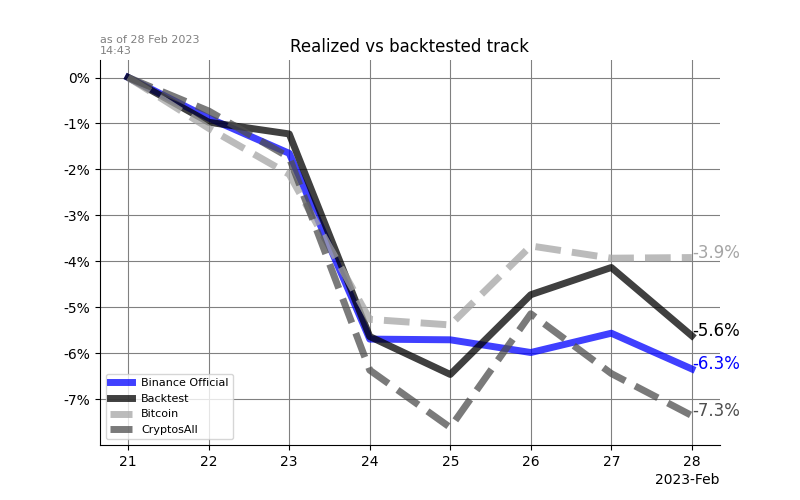 as of 28 Feb 2023
14:43
Realized vs backtested track
0%
-1%
-2%
-3%
-4%
-5%
-6%
-7%
-3.9%
-5.6%
-6.3%
-7.3%
Binance Official
Backtest
Bitcoin
CryptosAll
21 22 23 24 25 26 27 28
2023-Feb